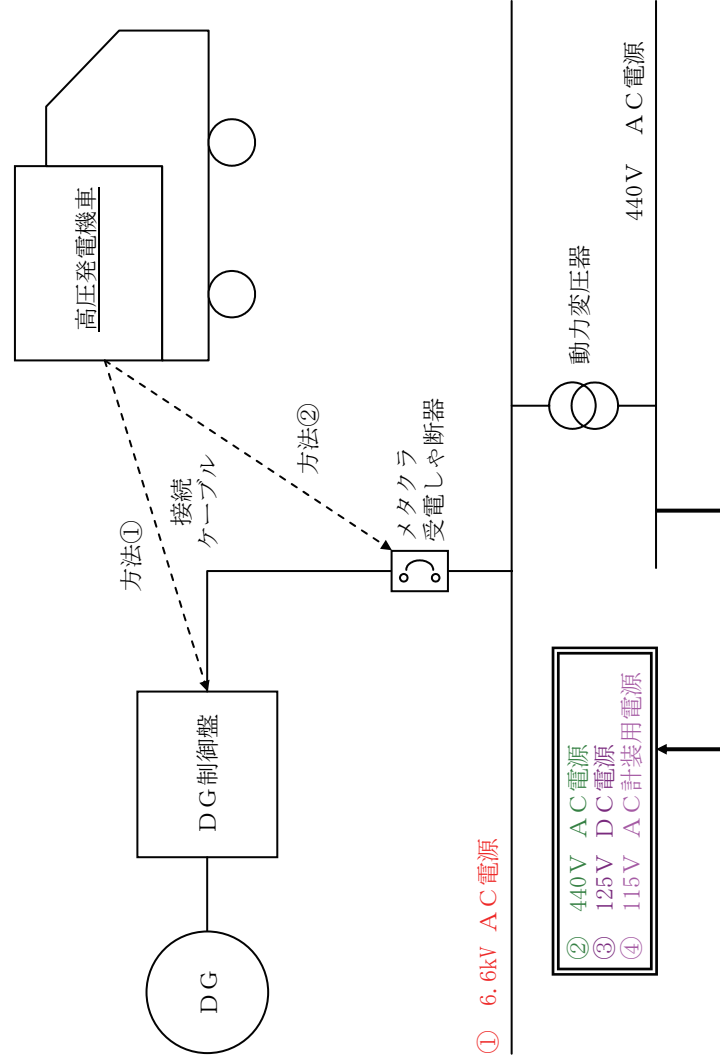 高圧発電機車
方法①
接続
ケーブル
方法②
DG
DG制御盤
メタクラ
受電しゃ断器
① 6.6kV AC電源
動力変圧器
440V AC電源
② 440V AC電源
③ 125V DC電源
④ 115V AC計装用電源